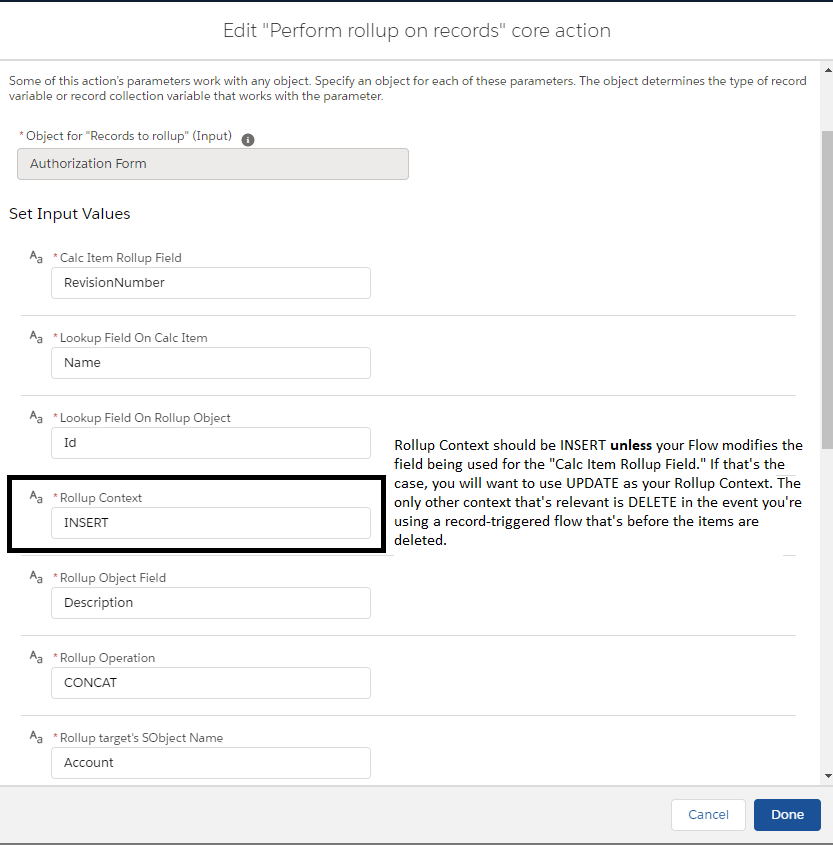 Edit "Perform rollup on records" core action
Some of this action's parameters work with any object. Specify an object for each of these parameters. The object determines the type of record
variable or record collection variable that works with the parameter.
* Object for "Records to rollup" (Input)
Authorization Form
Set Input Values
Aa * Calc Item Rollup Field
RevisionNumber
Aa * Lookup Field On Calc Item
Name
Aa * Lookup Field On Rollup Object
Id
Aa * Rollup Context
INSERT
Rollup Context should be INSERT unless your Flow modifies the
field being used for the "Calc Item Rollup Field." If that's the
case, you will want to use UPDATE as your Rollup Context. The
only other context that's relevant is DELETE in the event you're
using a record-triggered flow that's before the items are
deleted.
Aa * Rollup Object Field
Description
Aa * Rollup Operation
CONCAT
Aa * Rollup target's SObject Name
Account
Cancel
Done